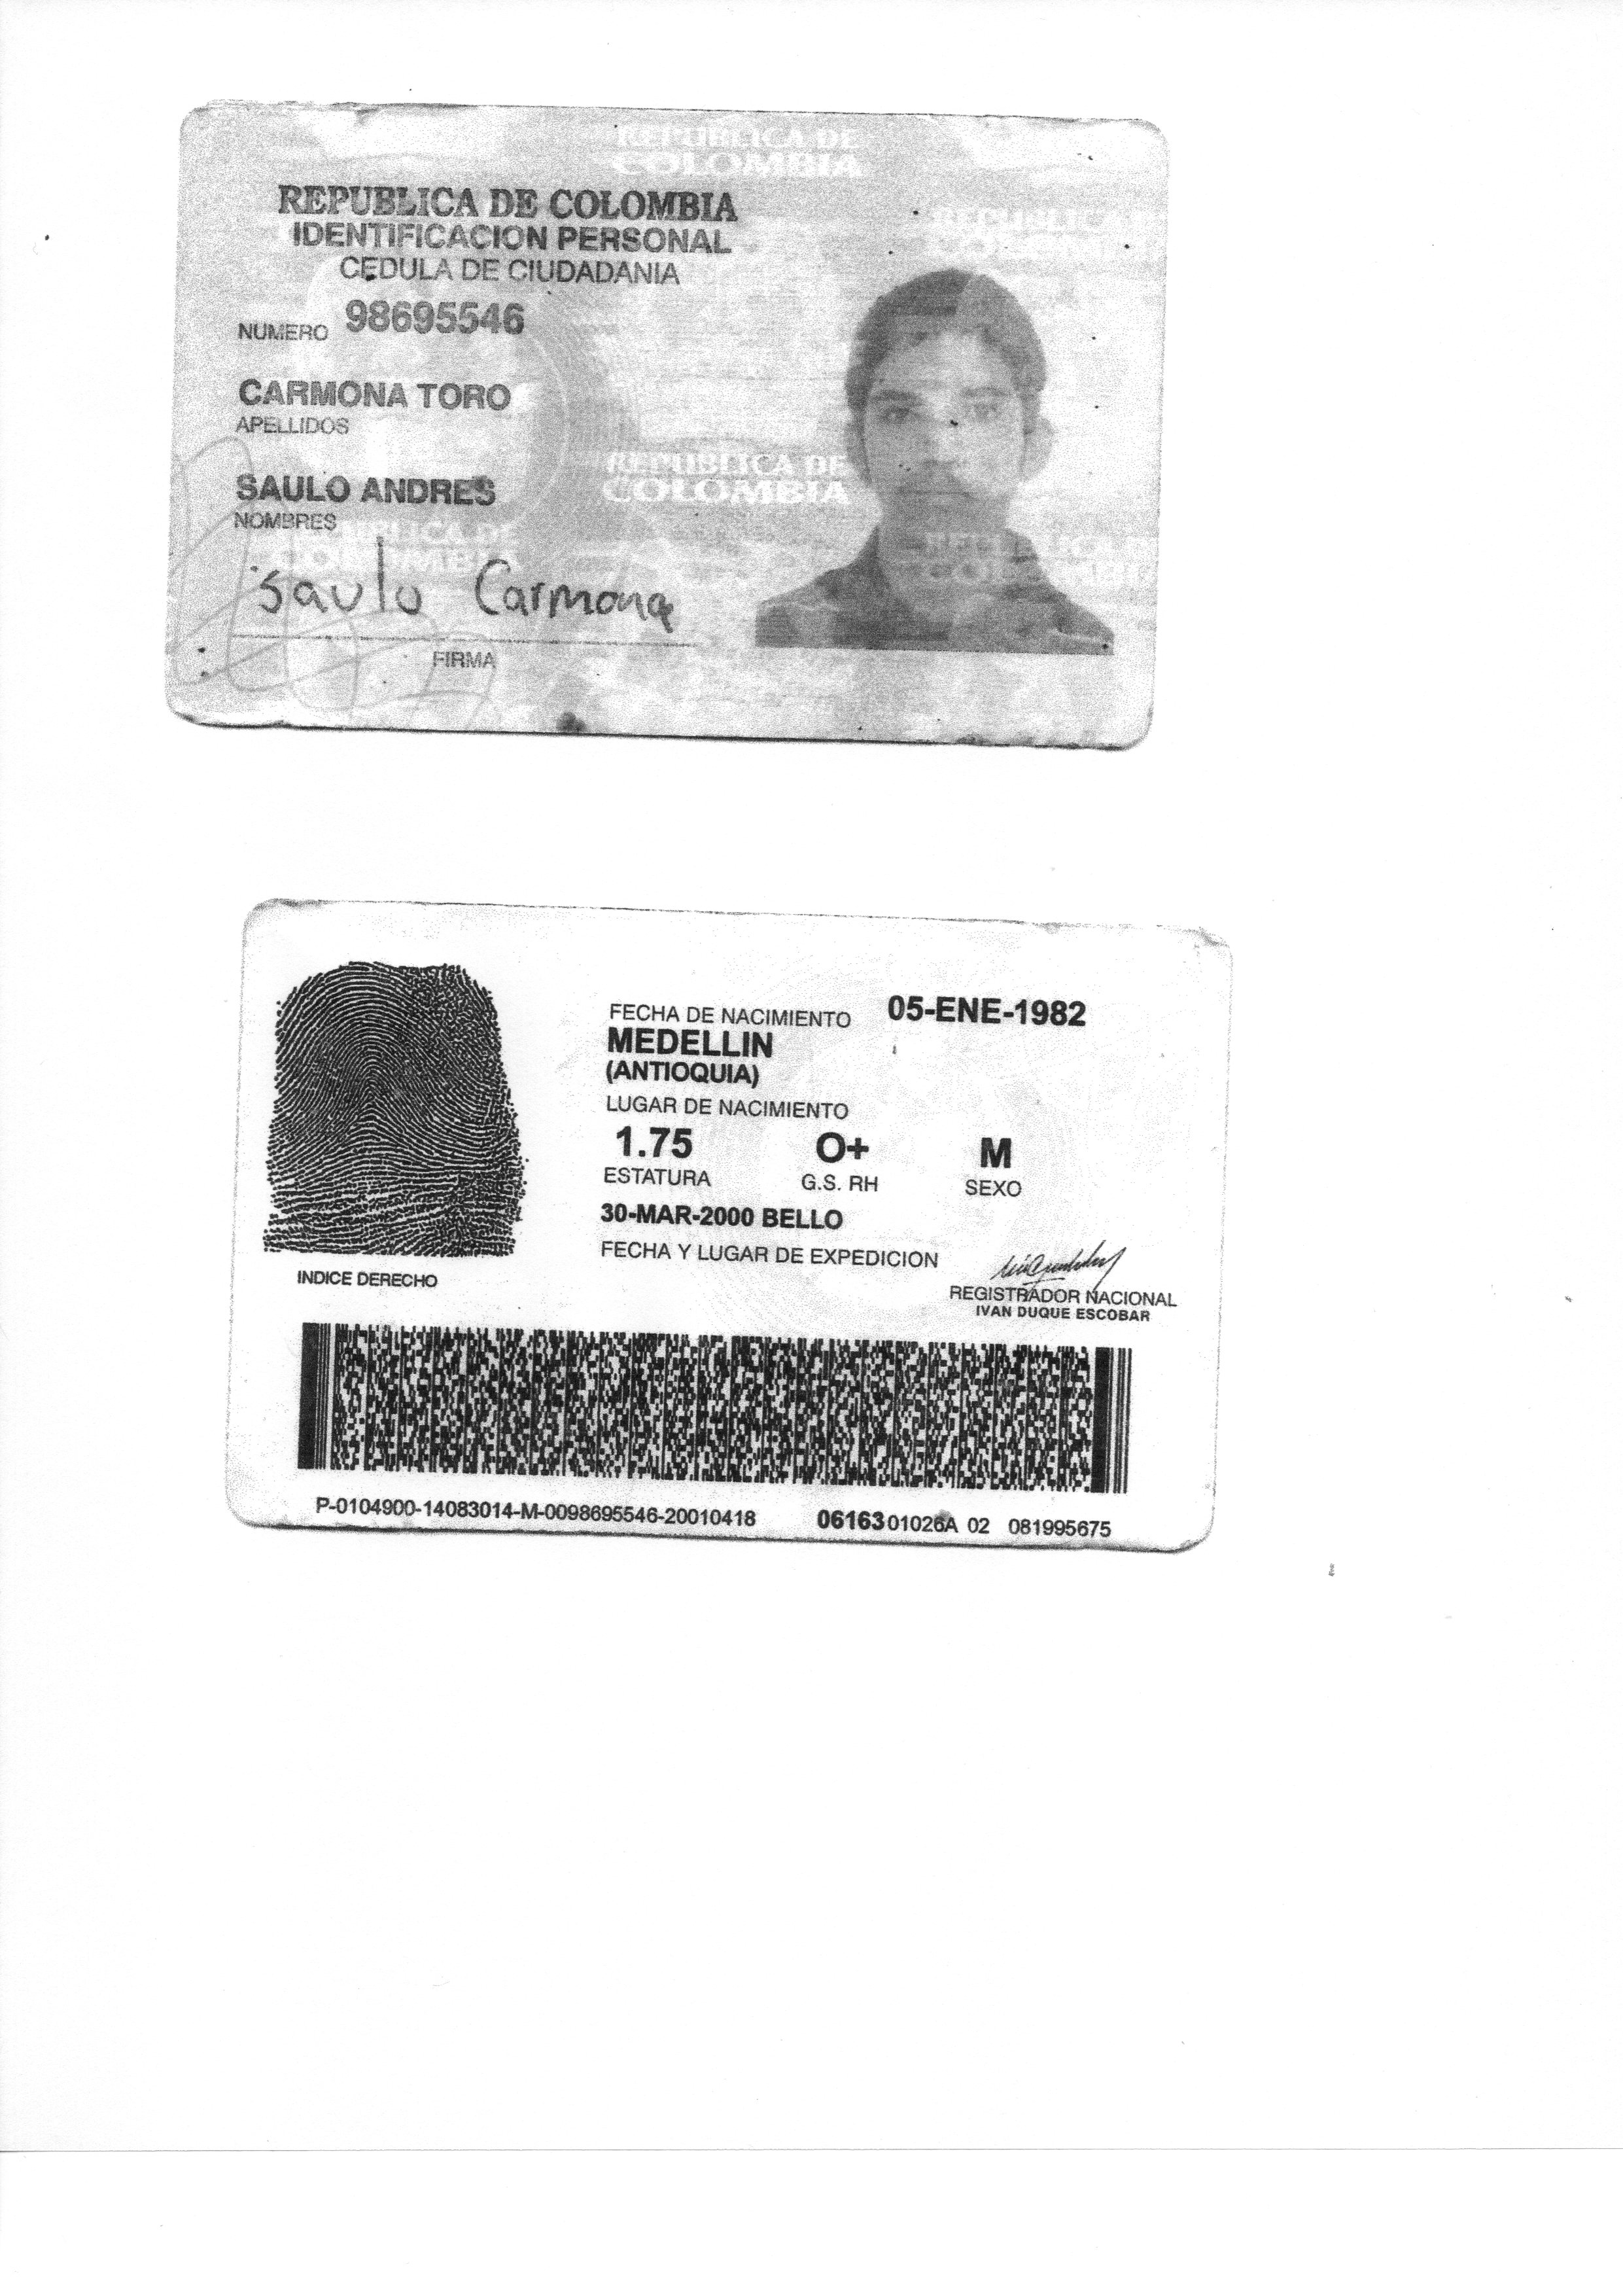 REPUBLICA DE COLOMBIA
REPUBLICA DE COLOMBIA
IDENTIFICACION PERSONAL
CEDULA DE CIUDADANIA
NUMERO 98695546
CARMONA TORO
APELLIDOS
REPUBLICA DE COLOMBIA
SAULO ANDRES
NOMBRES
Saulo Carmona
FIRMA
FECHA DE NACIMIENTO 05-ENE-1982
MEDELLIN
(ANTIOQUIA)
LUGAR DE NACIMIENTO
1.75 O+ M
ESTATURA G.S. RH SEXO
30-MAR-2000 BELLO
FECHA Y LUGAR DE EXPEDICION
INDICE DERECHO
REGISTRADOR NACIONAL
IVAN DUQUE ESCOBAR
P-0104900-14083014-M-0098695546-20010418 06163 01026A 02 081995675